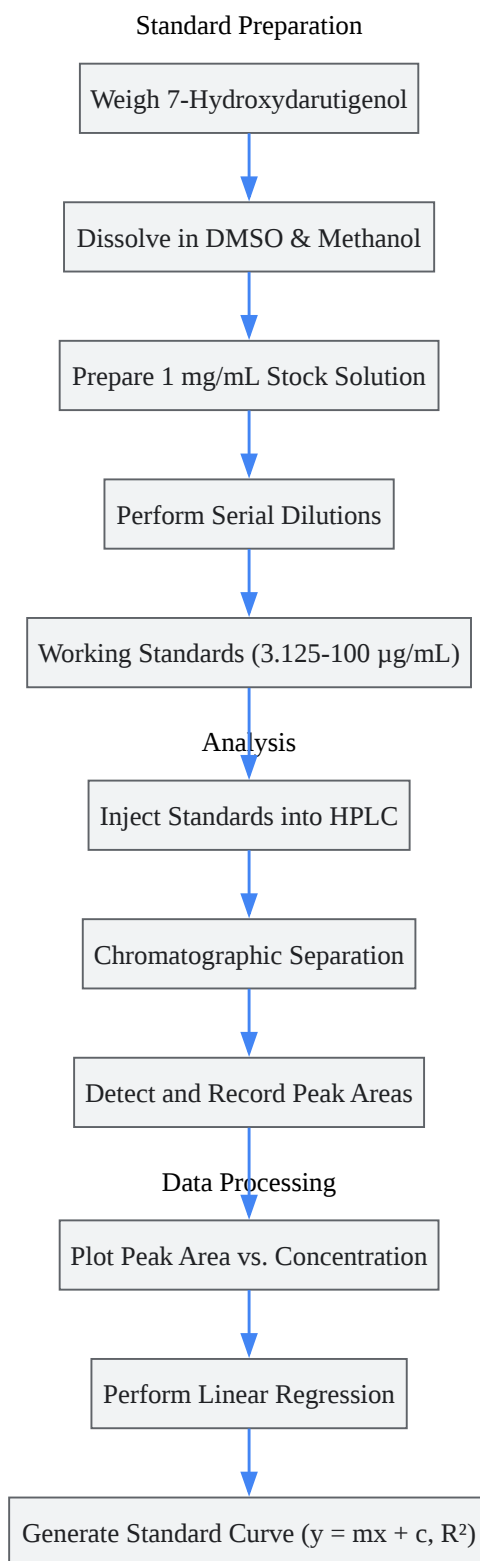 Standard Preparation
Weigh 7-Hydroxydarutigenol
Dissolve in DMSO & Methanol
Prepare 1 mg/mL Stock Solution
Perform Serial Dilutions
Working Standards (3.125-100 µg/mL)
Analysis
Inject Standards into HPLC
Chromatographic Separation
Detect and Record Peak Areas
Data Processing
Plot Peak Area vs. Concentration
Perform Linear Regression
Generate Standard Curve (y = mx + c, R²)